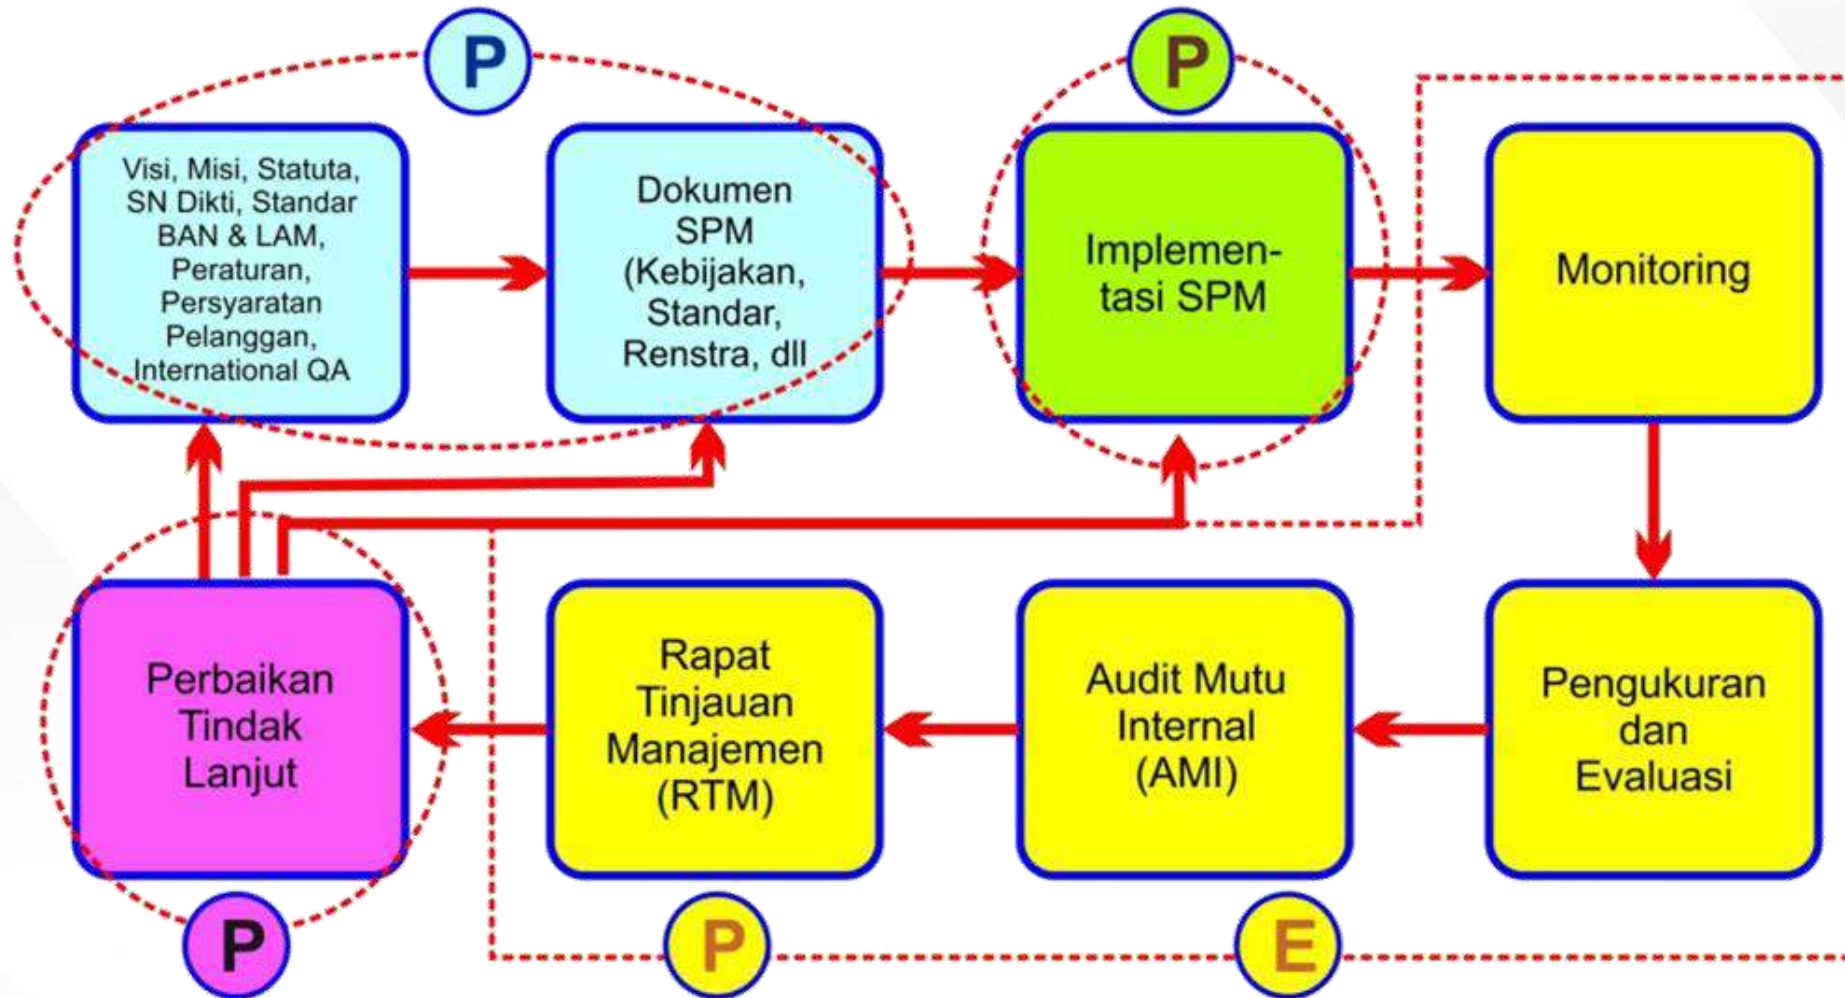 P
P
Visi, Misi, Statuta,
SN Dikti, Standar
BAN & LAM,
Peraturan,
Persyaratan
Pelanggan,
International QA
Dokumen
SPM
(Kebijakan,
Standar,
Renstra, dll
Implemen-
tasi SPM
Monitoring
Perbaikan
Tindak
Lanjut
Rapat
Tinjauan
Manajemen
(RTM)
Audit Mutu
Internal
(AMI)
Pengukuran
dan
Evaluasi
P
P
E